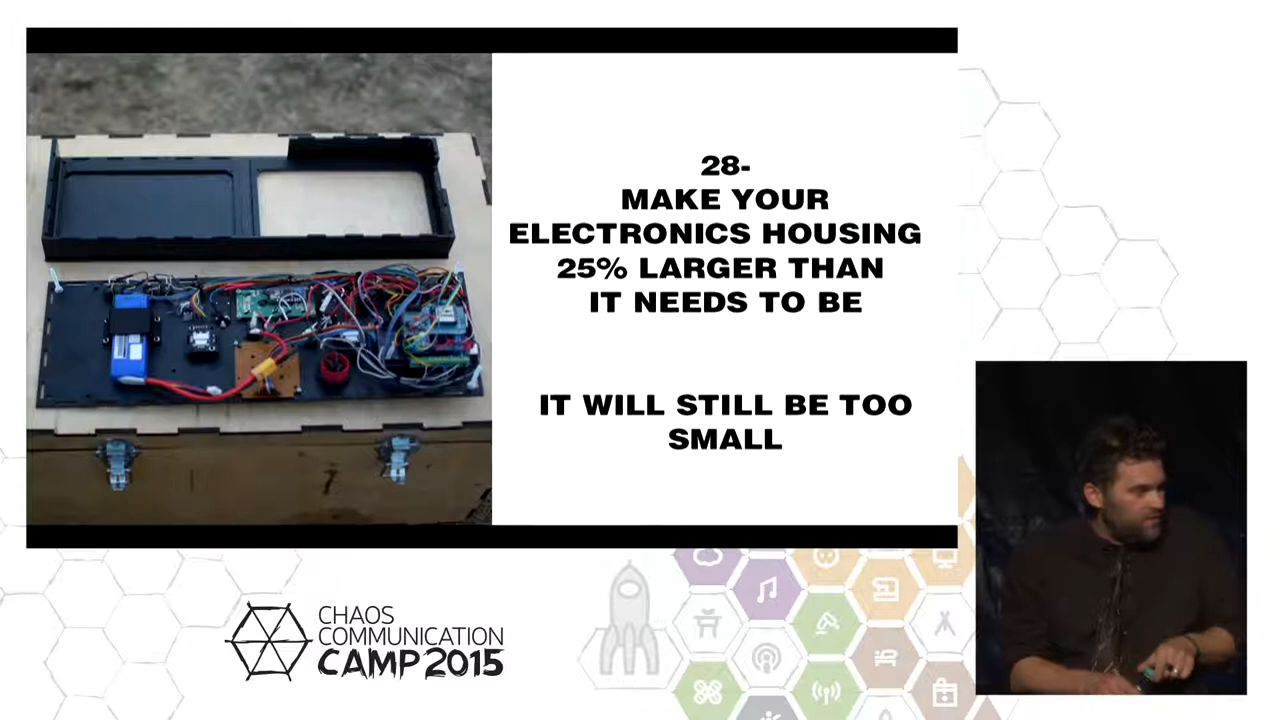 28-
MAKE YOUR
ELECTRONICS HOUSING
25% LARGER THAN
IT NEEDS TO BE
IT WILL STILL BE TOO
SMALL
CHAOS
COMMUNICATION
CAMP 2015